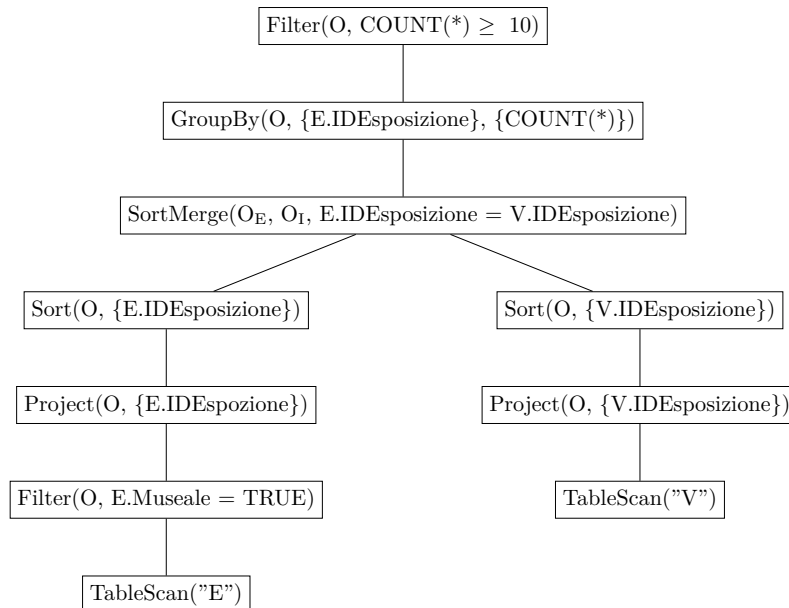 Filter(O, COUNT(*) ≥ 10)
GroupBy(O, {E.IDEsposizione}, {COUNT(*)})
SortMerge(O_E, O_I, E.IDEsposizione = V.IDEsposizione)
Sort(O, {E.IDEsposizione})
Sort(O, {V.IDEsposizione})
Project(O, {E.IDEspozione})
Project(O, {V.IDEsposizione})
Filter(O, E.Museale = TRUE)
TableScan("V")
TableScan("E")